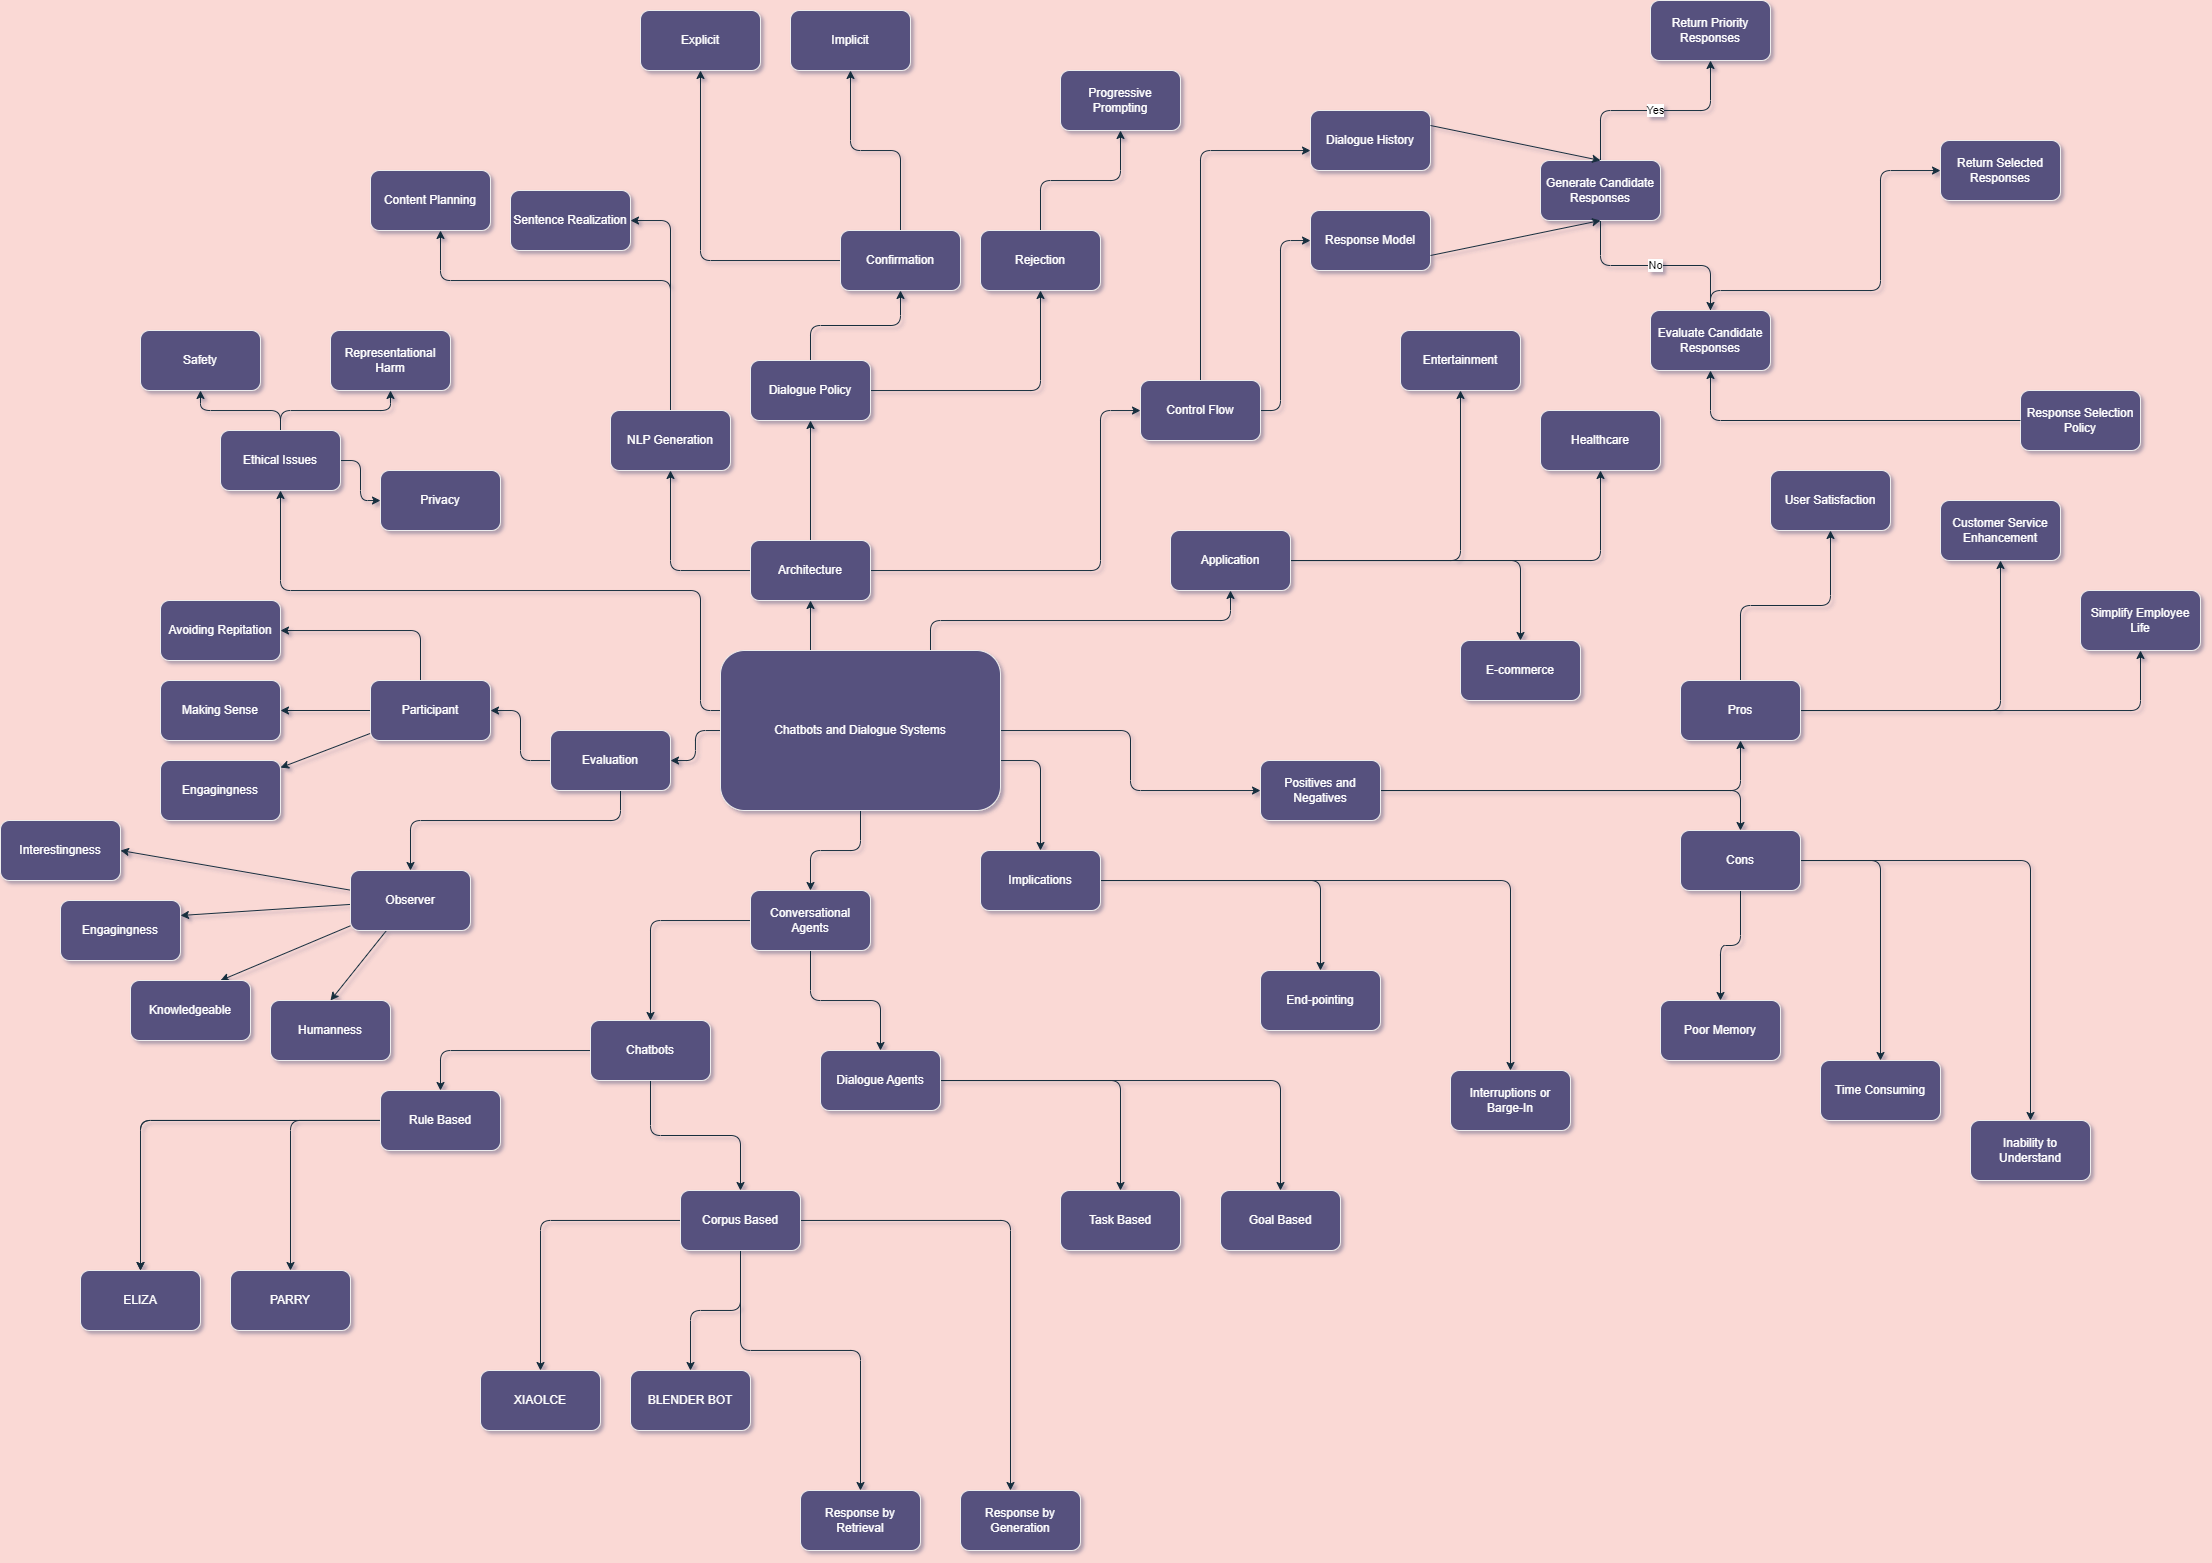 Return Priority
Responses
Explicit
Implicit
Progressive
Prompting
Yes
Dialogue History
Return Selected
Responses
Generate Candidate
Responses
Content Planning
Sentence Realization
Response Model
Confirmation
Rejection
No
Evaluate Candidate
Responses
Safety
Representational
Harm
Entertainment
Dialogue Policy
Control Flow
Response Selection
Policy
NLP Generation
Healthcare
Ethical Issues
Privacy
User Satisfaction
Customer Service
Enhancement
Architecture
Application
Simplify Employee
Life
Avoiding Repitation
E-commerce
Making Sense
Participant
Pros
Chatbots and Dialogue Systems
Evaluation
Engagingness
Positives and
Negatives
Interestingness
Cons
Implications
Observer
Conversational
Agents
Engagingness
End-pointing
Knowledgeable
Humanness
Poor Memory
Chatbots
Dialogue Agents
Time Consuming
Interruptions or
Barge-In
Rule Based
Inability to
Understand
Corpus Based
Task Based
Goal Based
ELIZA
PARRY
XIAOLCE
BLENDER BOT
Response by
Retrieval
Response by
Generation